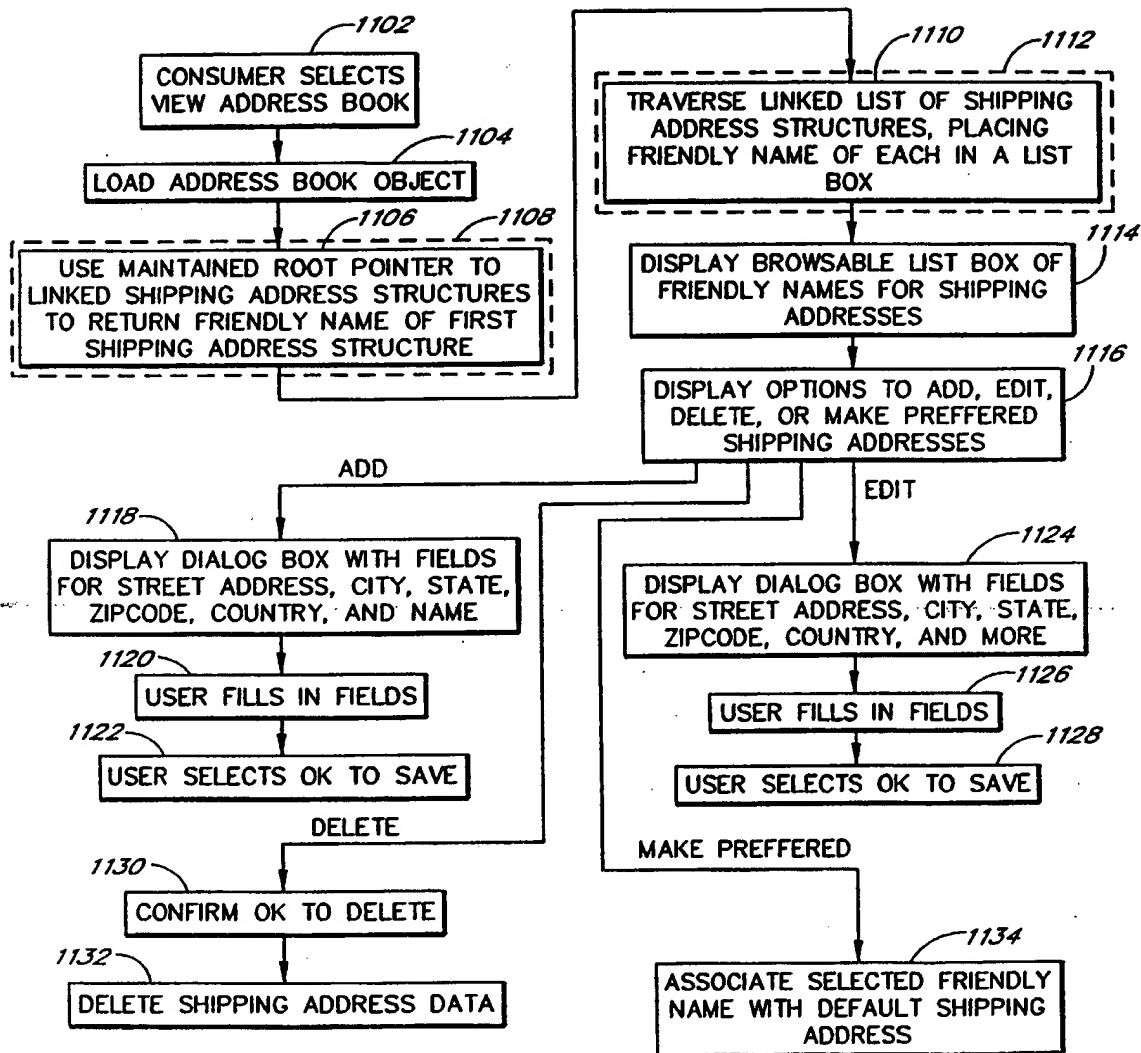 1102
CONSUMER SELECTS
VIEW ADDRESS BOOK
1104
LOAD ADDRESS BOOK OBJECT
1106
1108
USE MAINTAINED ROOT POINTER TO
LINKED SHIPPING ADDRESS STRUCTURES
TO RETURN FRIENDLY NAME OF FIRST
SHIPPING ADDRESS STRUCTURE
1110
1112
TRAVERSE LINKED LIST OF SHIPPING
ADDRESS STRUCTURES, PLACING
FRIENDLY NAME OF EACH IN A LIST
BOX
1114
DISPLAY BROWSABLE LIST BOX OF
FRIENDLY NAMES FOR SHIPPING
ADDRESSES
1116
DISPLAY OPTIONS TO ADD, EDIT,
DELETE, OR MAKE PREFFERED
SHIPPING ADDRESSES
ADD
1118
DISPLAY DIALOG BOX WITH FIELDS
FOR STREET ADDRESS, CITY, STATE,
ZIPCODE, COUNTRY, AND NAME
1120
USER FILLS IN FIELDS
1122
USER SELECTS OK TO SAVE
EDIT
1124
DISPLAY DIALOG BOX WITH FIELDS
FOR STREET ADDRESS, CITY, STATE,
ZIPCODE, COUNTRY, AND MORE
1126
USER FILLS IN FIELDS
1128
USER SELECTS OK TO SAVE
DELETE
1130
CONFIRM OK TO DELETE
1132
DELETE SHIPPING ADDRESS DATA
MAKE PREFFERED
1134
ASSOCIATE SELECTED FRIENDLY
NAME WITH DEFAULT SHIPPING
ADDRESS